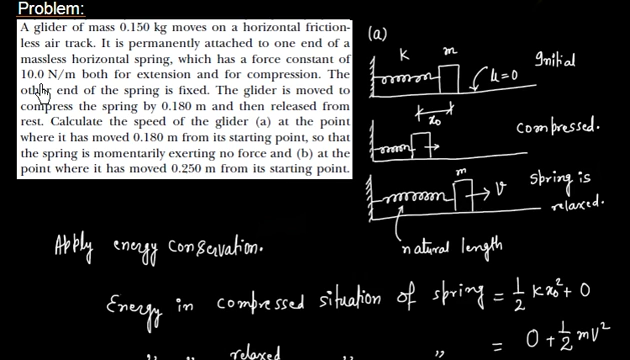 Problem:
A glider of mass 0.150 kg moves on a horizontal friction-
less air track. It is permanently attached to one end of a
massless horizontal spring, which has a force constant of
10.0 N/m both for extension and for compression. The
other end of the spring is fixed. The glider is moved to
compress the spring by 0.180 m and then released from
rest. Calculate the speed of the glider (a) at the point
where it has moved 0.180 m from its starting point, so that
the spring is momentarily exerting no force and (b) at the
point where it has moved 0.250 m from its starting point.
(a)
K m Initial
μ=0
x₀
compressed.
m v spring is
relaxed.
natural length
Apply energy conservation.
Energy in compressed situation of spring = 1/2 K x₀² + 0
" " relaxed " " = 0 + 1/2 mv²